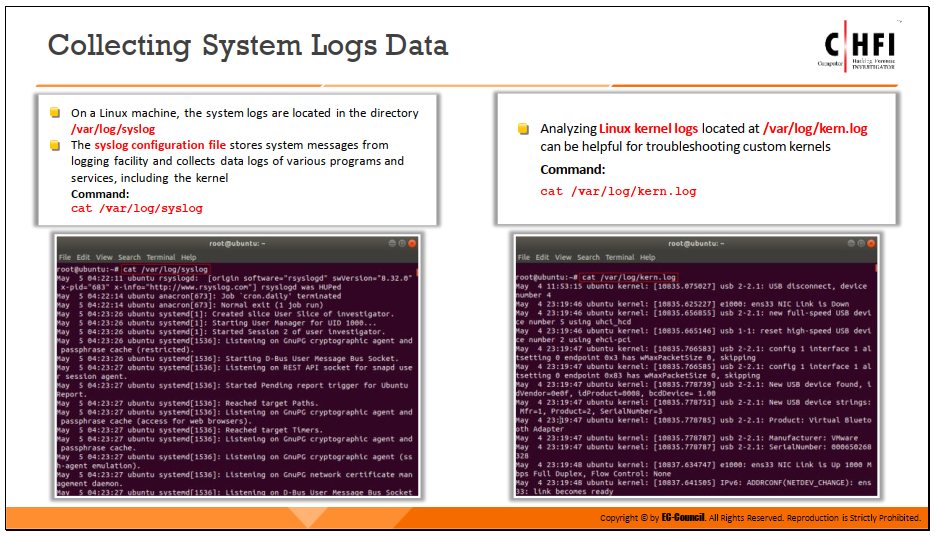 Collecting System Logs Data
C HFI
Computer Hacking Forensic
INVESTIGATOR
On a Linux machine, the system logs are located in the directory
/var/log/syslog
The syslog configuration file stores system messages from
logging facility and collects data logs of various programs and
services, including the kernel
Command:
cat /var/log/syslog
Analyzing Linux kernel logs located at /var/log/kern.log
can be helpful for troubleshooting custom kernels
Command:
cat /var/log/kern.log
root@ubuntu: ~
File Edit View Search Terminal Help
root@ubuntu:~# cat /var/log/syslog
May  5 04:22:11 ubuntu rsyslogd:  [origin software="rsyslogd" swVersion="8.32.0"
x-pid="683" x-info="http://www.rsyslog.com"] rsyslogd was HUPed
May  5 04:22:14 ubuntu anacron[673]: Job `cron.daily' terminated
May  5 04:22:14 ubuntu anacron[673]: Normal exit (1 job run)
May  5 04:23:26 ubuntu systemd[1]: Created slice User Slice of investigator.
May  5 04:23:26 ubuntu systemd[1]: Starting User Manager for UID 1000...
May  5 04:23:26 ubuntu systemd[1]: Started Session 2 of user investigator.
May  5 04:23:26 ubuntu systemd[1536]: Listening on GnuPG cryptographic agent and
passphrase cache (restricted).
May  5 04:23:26 ubuntu systemd[1536]: Starting D-Bus User Message Bus Socket.
May  5 04:23:27 ubuntu systemd[1536]: Listening on REST API socket for snapd use
r session agent.
May  5 04:23:27 ubuntu systemd[1536]: Started Pending report trigger for Ubuntu
Report.
May  5 04:23:27 ubuntu systemd[1536]: Reached target Paths.
May  5 04:23:27 ubuntu systemd[1536]: Listening on GnuPG cryptographic agent and
passphrase cache (access for web browsers).
May  5 04:23:27 ubuntu systemd[1536]: Reached target Timers.
May  5 04:23:27 ubuntu systemd[1536]: Listening on GnuPG cryptographic agent and
passphrase cache.
May  5 04:23:27 ubuntu systemd[1536]: Listening on GnuPG cryptographic agent (ss
h-agent emulation).
May  5 04:23:27 ubuntu systemd[1536]: Listening on GnuPG network certificate man
agement daemon.
May  5 04:23:27 ubuntu systemd[1536]: Listening on D-Bus User Message Bus Socket
root@ubuntu: ~
File Edit View Search Terminal Help
root@ubuntu:~# cat /var/log/kern.log
May  4 11:53:15 ubuntu kernel: [10835.075027] usb 2-2.1: USB disconnect, device
number 4
May  4 23:19:46 ubuntu kernel: [10835.625227] e1000: ens33 NIC Link is Down
May  4 23:19:46 ubuntu kernel: [10835.656855] usb 2-2.1: new full-speed USB devi
ce number 5 using uhci_hcd
May  4 23:19:46 ubuntu kernel: [10835.665146] usb 1-1: reset high-speed USB devi
ce number 2 using ehci-pci
May  4 23:19:47 ubuntu kernel: [10835.766583] usb 2-2.1: config 1 interface 1 al
tsetting 0 endpoint 0x3 has wMaxPacketSize 0, skipping
May  4 23:19:47 ubuntu kernel: [10835.766585] usb 2-2.1: config 1 interface 1 al
tsetting 0 endpoint 0x83 has wMaxPacketSize 0, skipping
May  4 23:19:47 ubuntu kernel: [10835.778739] usb 2-2.1: New USB device found, i
dVendor=0e0f, idProduct=0008, bcdDevice= 1.00
May  4 23:19:47 ubuntu kernel: [10835.778751] usb 2-2.1: New USB device strings:
Mfr=1, Product=2, SerialNumber=3
May  4 23:19:47 ubuntu kernel: [10835.778785] usb 2-2.1: Product: Virtual Blueto
oth Adapter
May  4 23:19:47 ubuntu kernel: [10835.778787] usb 2-2.1: Manufacturer: VMware
May  4 23:19:47 ubuntu kernel: [10835.778787] usb 2-2.1: SerialNumber: 000650268
328
May  4 23:19:48 ubuntu kernel: [10837.634747] e1000: ens33 NIC Link is Up 1000 M
bps Full Duplex, Flow Control: None
May  4 23:19:48 ubuntu kernel: [10837.641505] IPv6: ADDRCONF(NETDEV_CHANGE): ens
33: link becomes ready
Copyright © by EC-Council. All Rights Reserved. Reproduction is Strictly Prohibited.